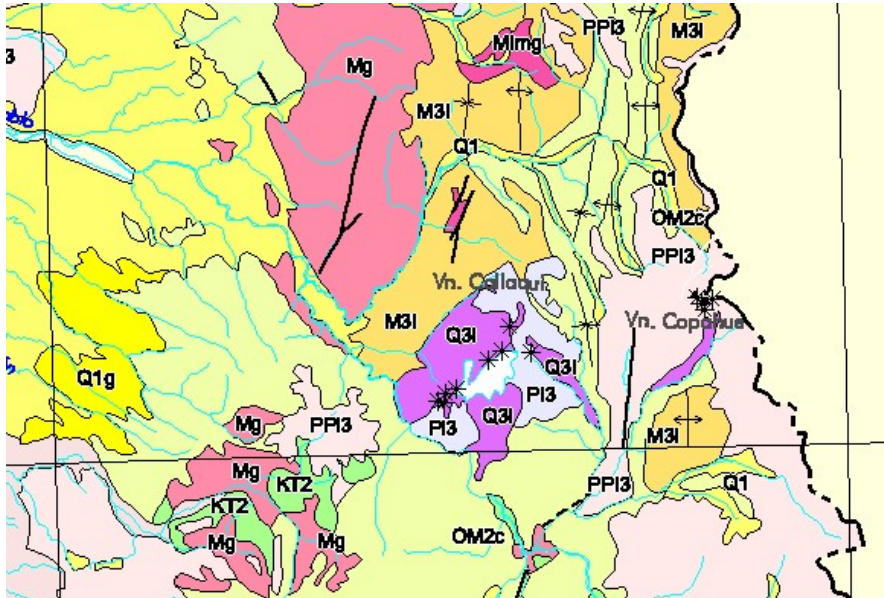 PPl3
M3l
MImg
3
Mg
M3l
Q1
Q1
OM2c
PPl3
Vn. Callaqui
M3l
Vn. Copahue
Q3l
Q3l
Q1g
Pl3
PPl3
Q3l
Mg
Pl3
M3l
Mg
KT2
PPl3
Q1
KT2
OM2c
Mg
Mg